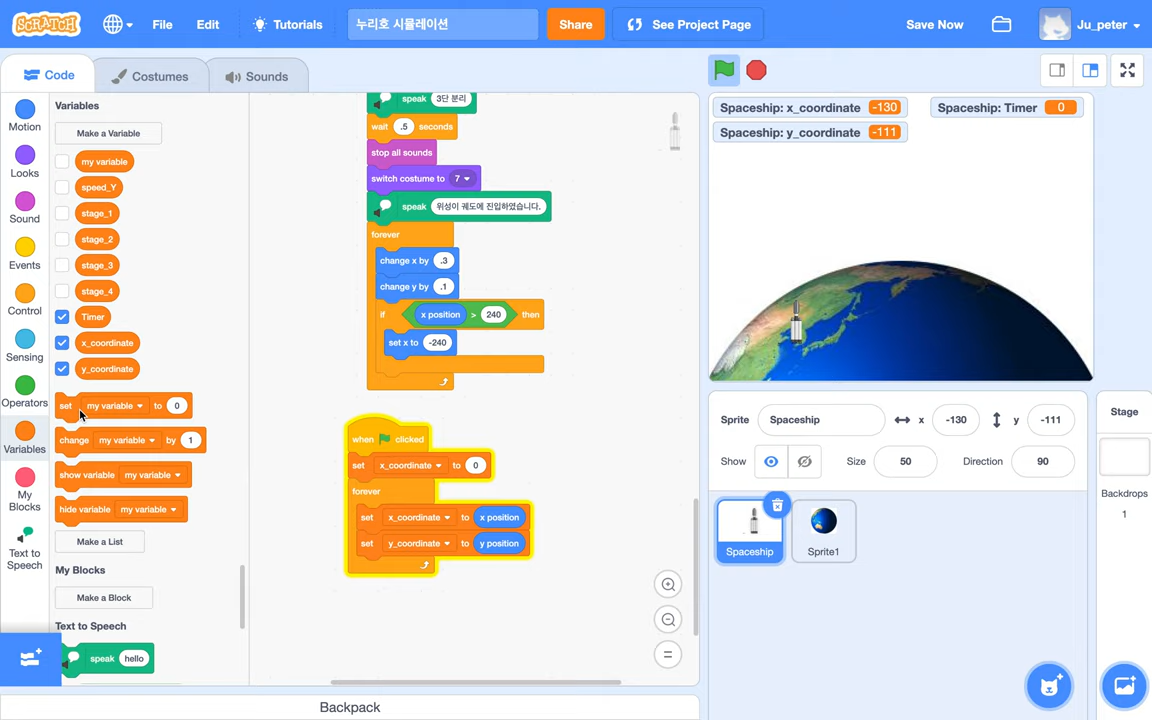 SCRATCH
File
Edit
Tutorials
누리호 시뮬레이션
Share
See Project Page
Save Now
Ju_peter
Code
Costumes
Sounds
Motion
Looks
Sound
Events
Control
Sensing
Operators
Variables
My Blocks
Text to Speech
Variables
Make a Variable
my variable
speed_Y
stage_1
stage_2
stage_3
stage_4
Timer
x_coordinate
y_coordinate
set my variable to 0
change my variable by 1
show variable my variable
hide variable my variable
Make a List
My Blocks
Make a Block
Text to Speech
speak hello
speak 3단 분리
wait .5 seconds
stop all sounds
switch costume to 7
speak 위성이 궤도에 진입하였습니다.
forever
change x by .3
change y by .1
if x position > 240 then
set x to -240
when clicked
set x_coordinate to 0
forever
set x_coordinate to x position
set y_coordinate to y position
Backpack
Spaceship: x_coordinate -130
Spaceship: Timer 0
Spaceship: y_coordinate -111
Sprite Spaceship x -130 y -111
Show Size 50 Direction 90
Spaceship
Sprite1
Stage
Backdrops
1